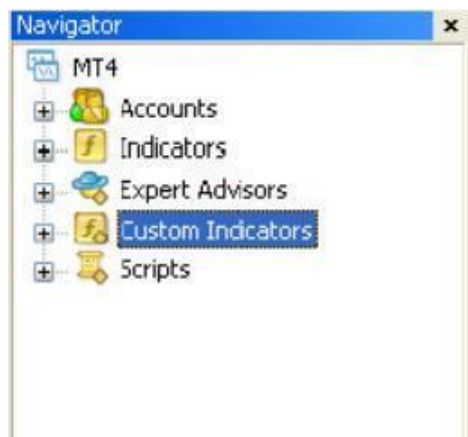 Navigator
MT4
Accounts
Indicators
Expert Advisors
Custom Indicators
Scripts